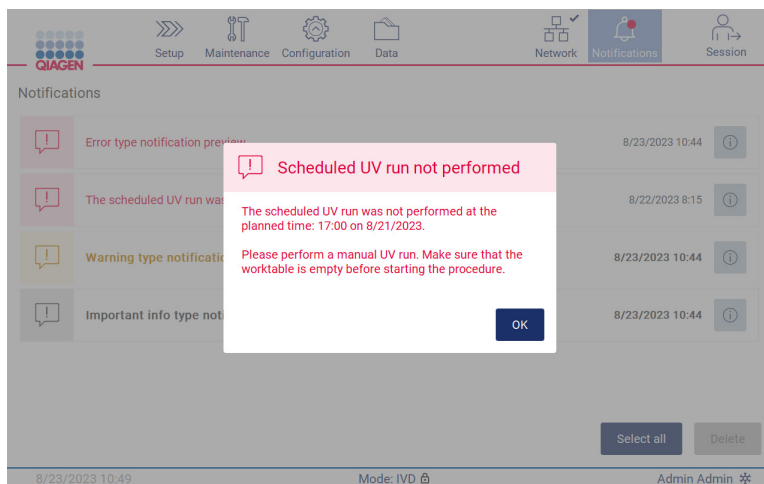 Setup
Maintenance
Configuration
Data
Network
Notifications
Session
QIAGEN
Notifications
Error type notification preview
8/23/2023 10:44
The scheduled UV run was
8/22/2023 8:15
Warning type notificatio
8/23/2023 10:44
Important info type noti
8/23/2023 10:44
Scheduled UV run not performed
The scheduled UV run was not performed at the
planned time: 17:00 on 8/21/2023.
Please perform a manual UV run. Make sure that the
worktable is empty before starting the procedure.
OK
Select all
Delete
8/23/2023 10:49
Mode: IVD
Admin Admin